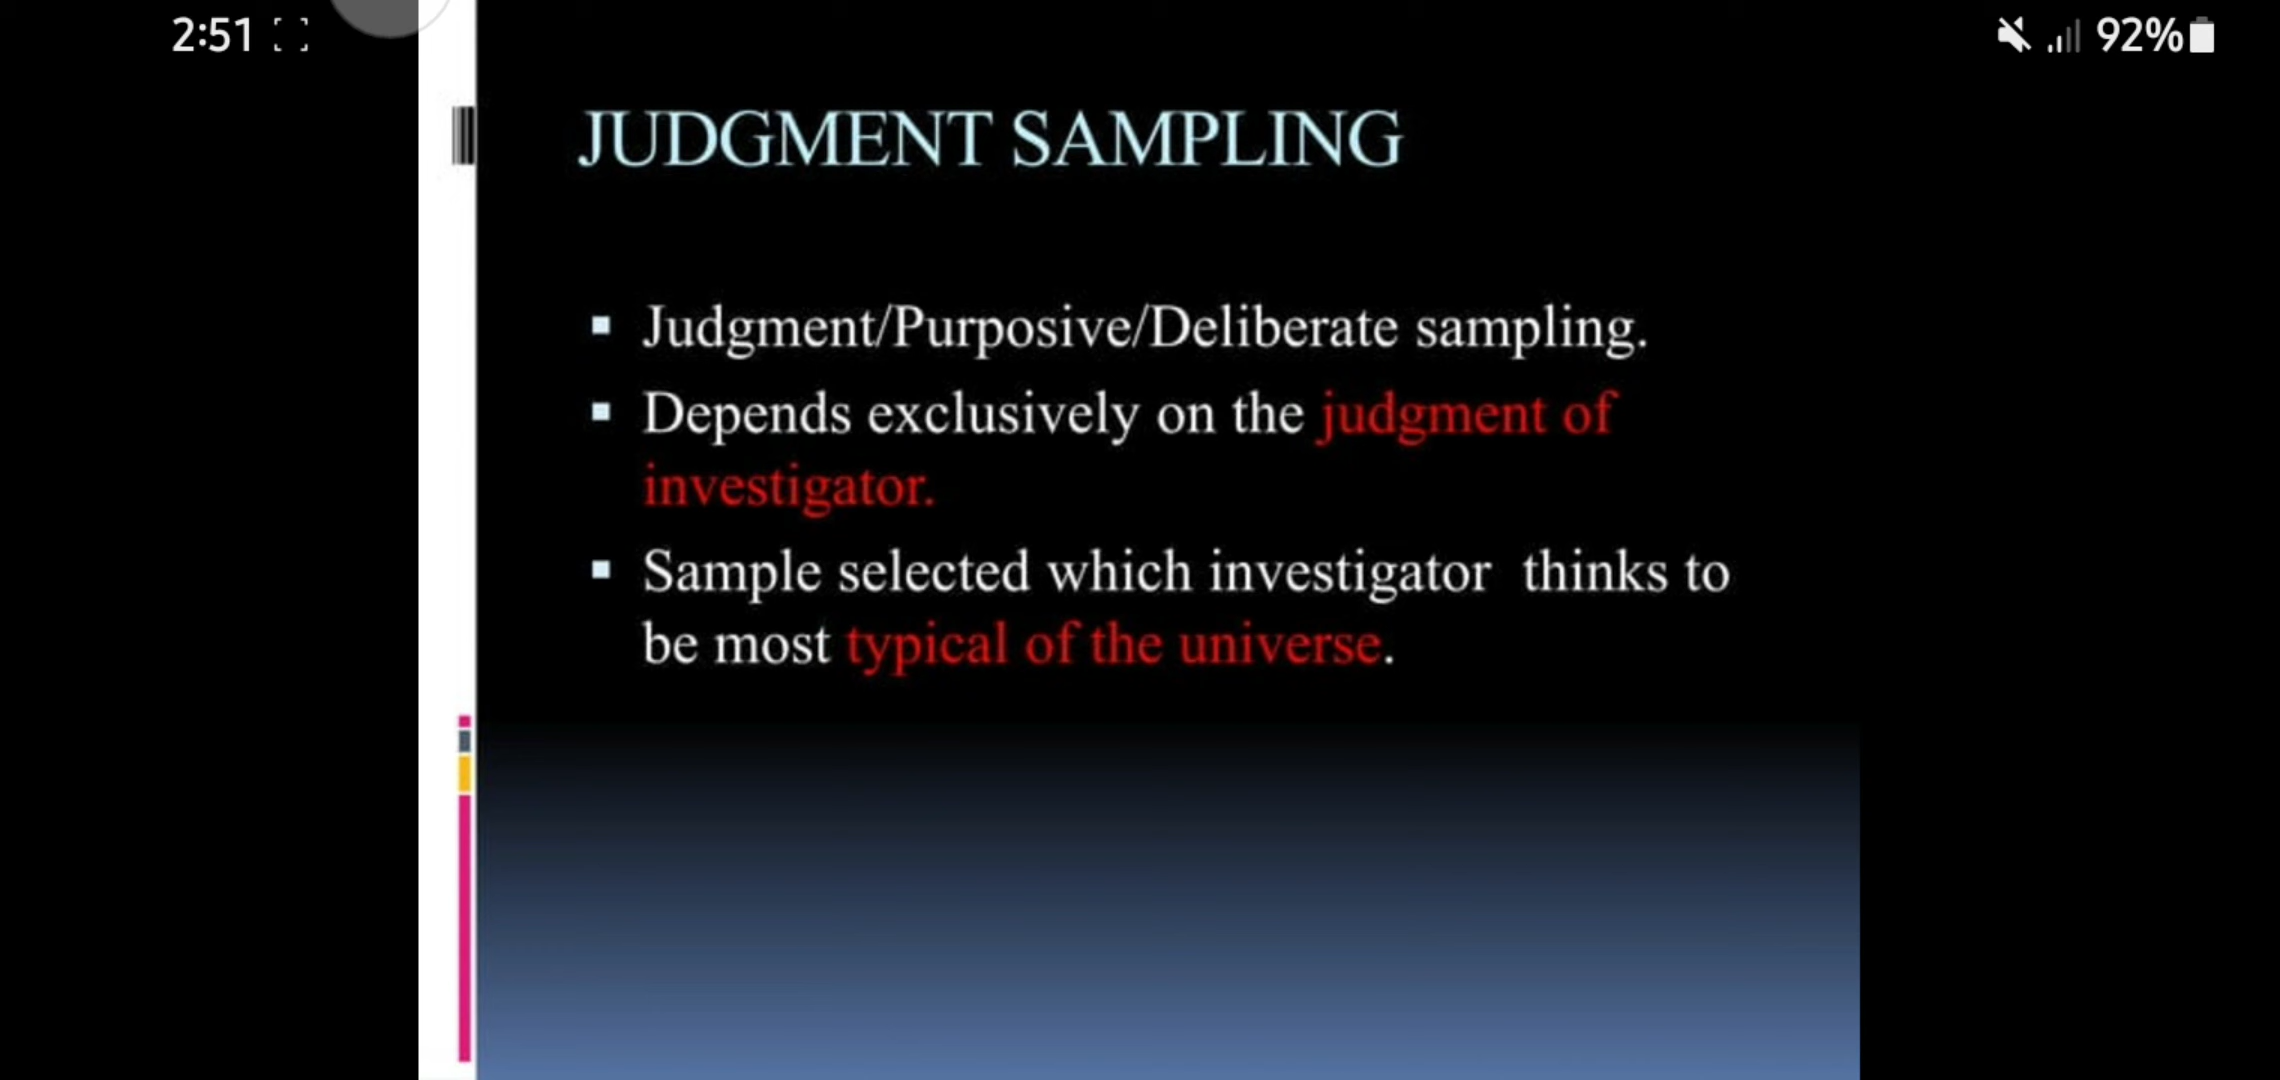 2:51
92%
JUDGMENT SAMPLING
Judgment/Purposive/Deliberate sampling.
Depends exclusively on the judgment of
investigator.
Sample selected which investigator thinks to
be most typical of the universe.